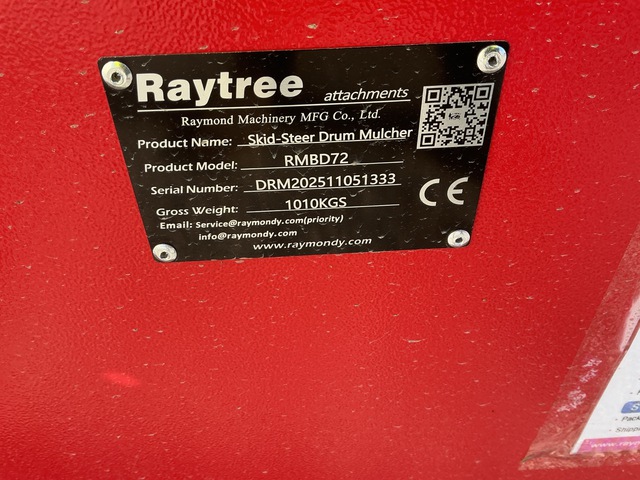 Raytree attachments
Raymond Machinery MFG Co., Ltd.
Product Name: Skid-Steer Drum Mulcher
Product Model: RMBD72
Serial Number: DRM202511051333
Gross Weight: 1010KGS
Email: Service@raymondy.com(priority)
info@raymondy.com
www.raymondy.com
CE